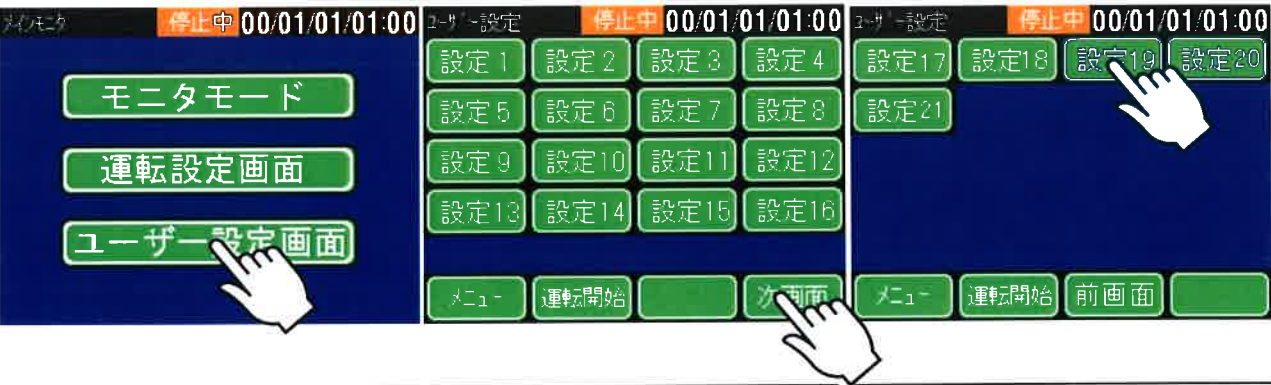 メインモニタ 停止中 00/01/01/01:00
モニタモード
運転設定画面
ユーザー設定画面
ユーザー設定 停止中 00/01/01/01:00
設定1 設定2 設定3 設定4
設定5 設定6 設定7 設定8
設定9 設定10 設定11 設定12
設定13 設定14 設定15 設定16
メニュー 運転開始 次画面
ユーザー設定 停止中 00/01/01/01:00
設定17 設定18 設定19 設定20
設定21
メニュー 運転開始 前画面